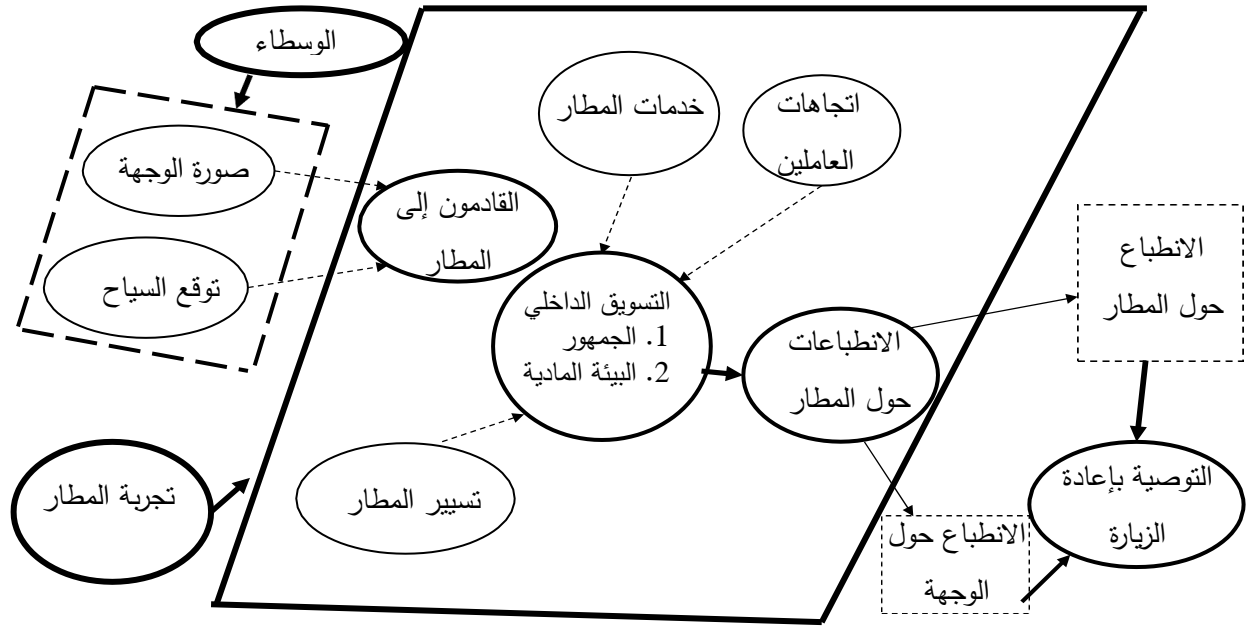 الوسطاء
خدمات المطار
اتجاهات
العاملين
صورة الوجهة
القادمون إلى
المطار
توقع السياح
التسويق الداخلي
1. الجمهور
2. البيئة المادية
الانطباعات
حول المطار
الانطباع
حول المطار
تجربة المطار
تسيير المطار
التوصية بإعادة
الزيارة
الانطباع حول
الوجهة